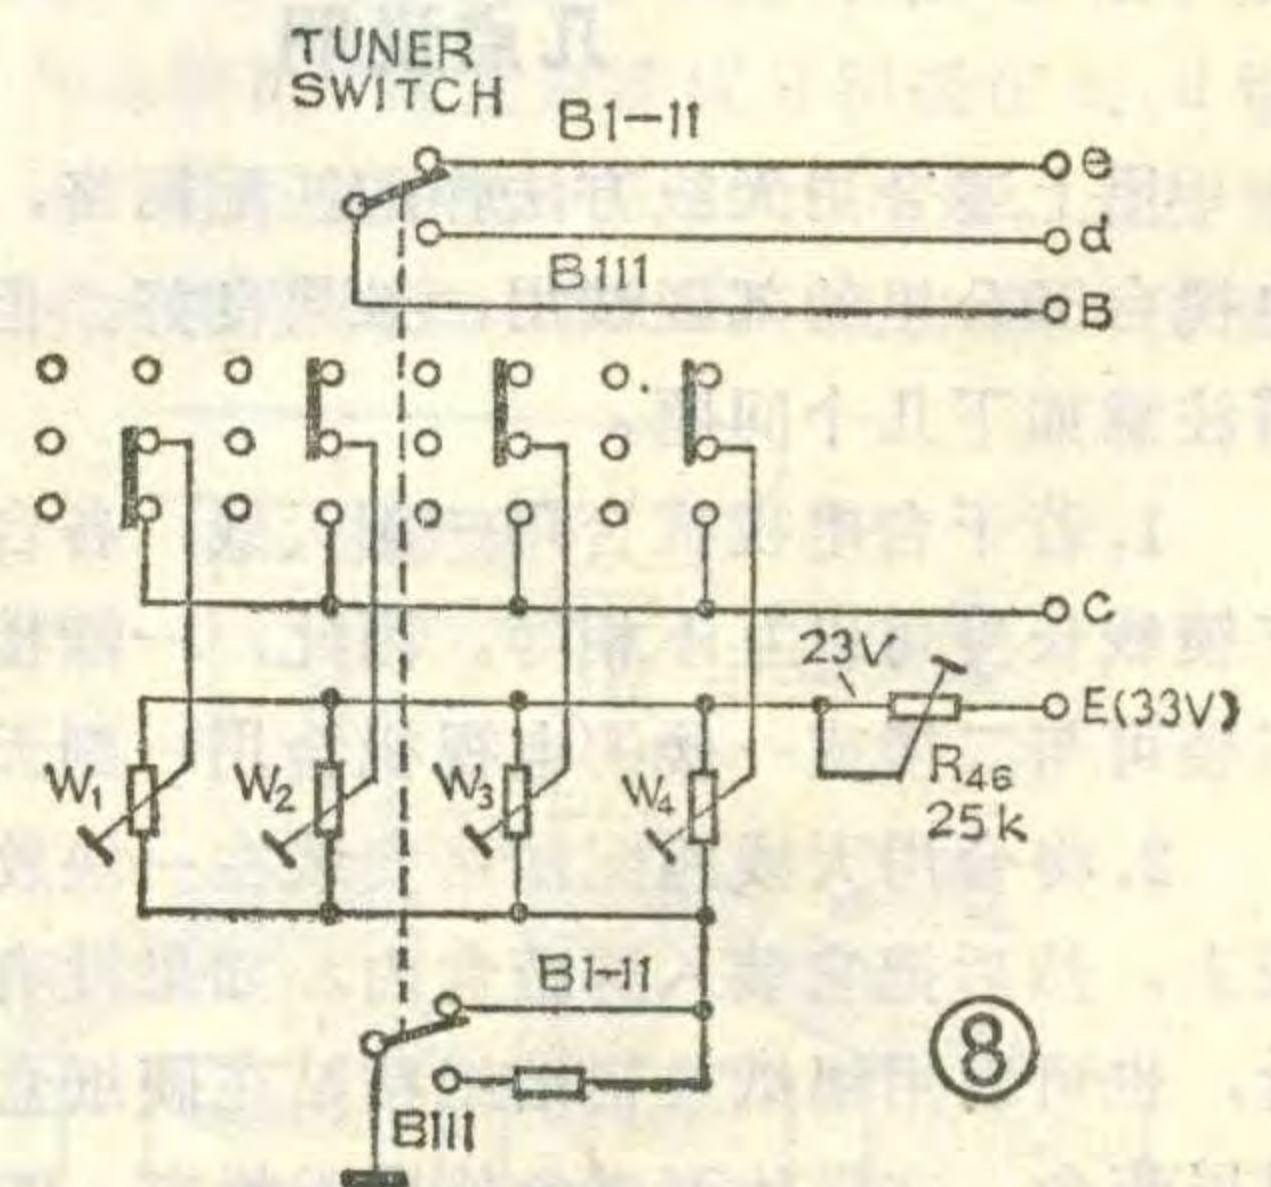 TUNER
SWITCH
B1-11
e
d
B111
B
C
23V
E(33V)
W₁
W₂
W₃
W₄
R₄₆
25k
B1-11
B111
⑧